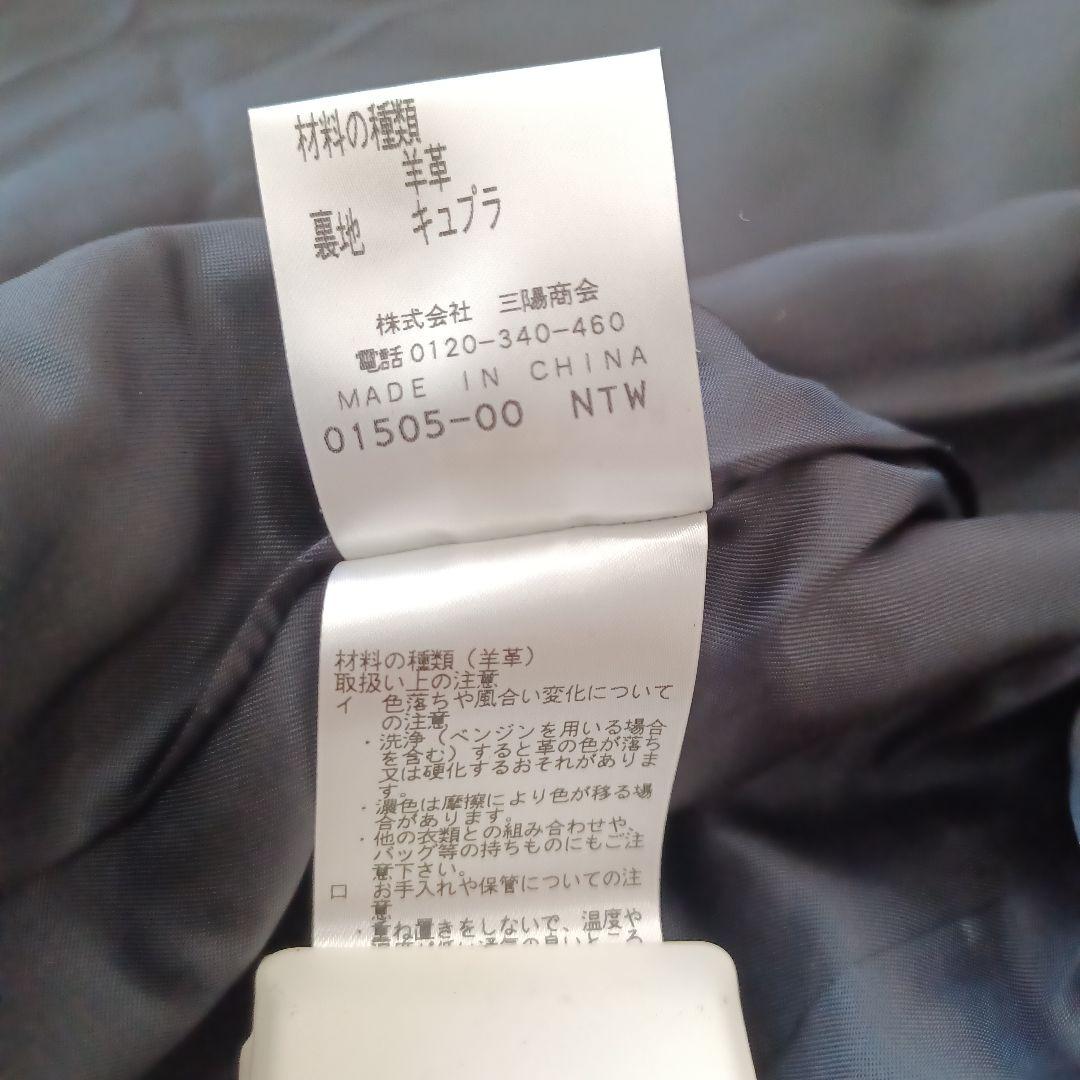 材料の種類
羊革
裏地 キュプラ
株式会社 三陽商会
電話0120-340-460
MADE IN CHINA
01505-00 NTW
材料の種類(羊革)
取扱い上の注意
イ 色落ちや風合い変化について
の注意
・洗浄(ベンジンを用いる場合
を含む)すると革の色が落ち
又は硬化するおそれがありま
す。
・濃色は摩擦により色が移る場
合があります。
・他の衣類との組み合わせや、
バッグ等の持ちものにもご注
意下さい。
ロ お手入れや保管についての注
意
・重ね置きをしないで、温度や